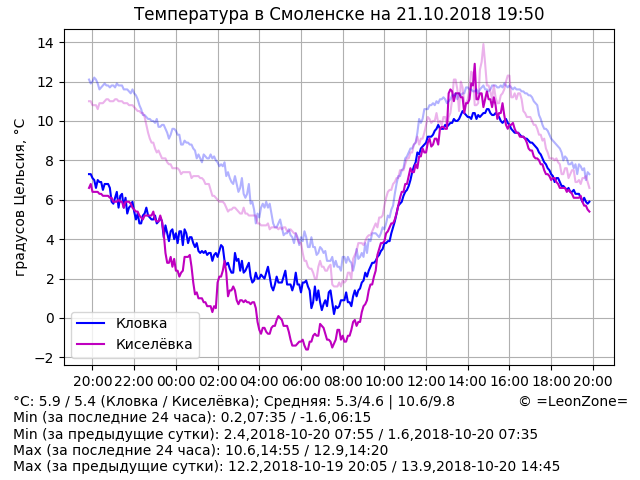 Температура в Смоленске на 21.10.2018 19:50
градусов Цельсия, °C
14
12
10
8
6
4
2
0
−2
Кловка
Киселёвка
20:00 22:00 00:00 02:00 04:00 06:00 08:00 10:00 12:00 14:00 16:00 18:00 20:00
°C: 5.9 / 5.4 (Кловка / Киселёвка); Средняя: 5.3/4.6 | 10.6/9.8 © =LeonZone=
Min (за последние 24 часа): 0.2,07:35 / -1.6,06:15
Min (за предыдущие сутки): 2.4,2018-10-20 07:55 / 1.6,2018-10-20 07:35
Max (за последние 24 часа): 10.6,14:55 / 12.9,14:20
Max (за предыдущие сутки): 12.2,2018-10-19 20:05 / 13.9,2018-10-20 14:45